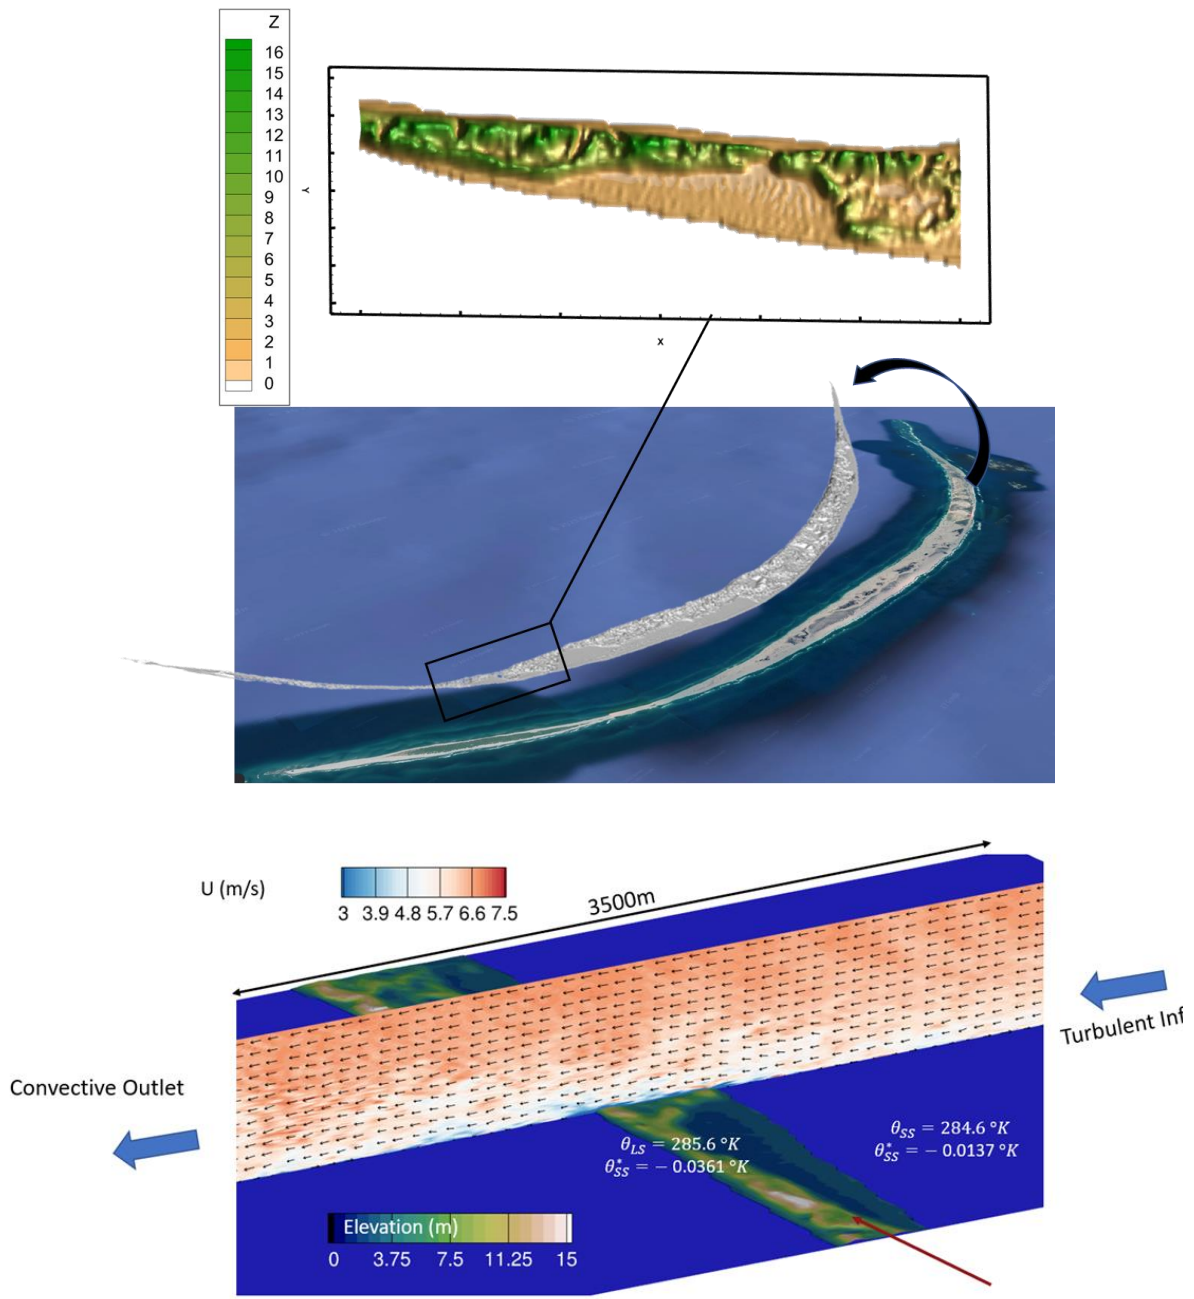 Z
16
15
14
13
12
11
10
9
8
7
6
5
4
3
2
1
0
Y
X
U (m/s)
3 3.9 4.8 5.7 6.6 7.5
3500m
Turbulent Inf
Convective Outlet
θ_LS = 285.6 °K
θ*_SS = − 0.0361 °K
θ_SS = 284.6 °K
θ*_SS = − 0.0137 °K
Elevation (m)
0 3.75 7.5 11.25 15